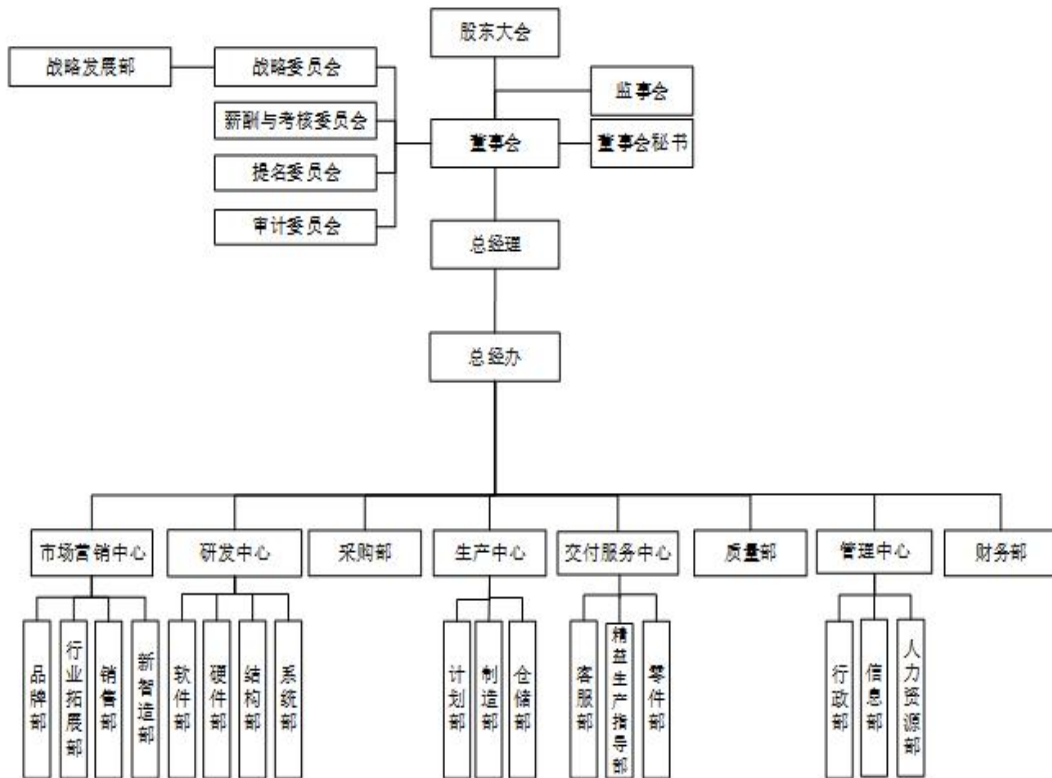 股东大会
战略发展部
战略委员会
监事会
薪酬与考核委员会
董事会
董事会秘书
提名委员会
审计委员会
总经理
总经办
市场营销中心
研发中心
采购部
生产中心
交付服务中心
质量部
管理中心
财务部
品牌部
行业拓展部
销售部
新智造部
软件部
硬件部
结构部
系统部
计划部
制造部
仓储部
客服部
精益生产指导部
零件部
行政部
信息部
人力资源部